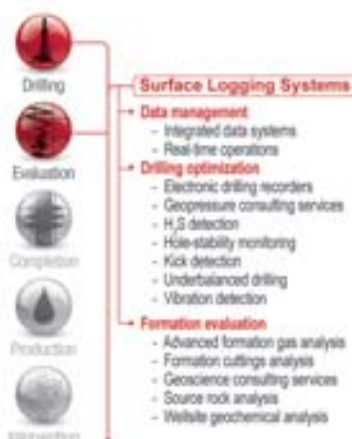 Drilling
Evaluation
Completion
Production
Intervention
Surface Logging Systems
Data management
- Integrated data systems
- Real-time operations
Drilling optimization
- Electronic drilling recorders
- Geopressure consulting services
- H₂S detection
- Hole-stability monitoring
- Kick detection
- Underbalanced drilling
- Vibration detection
Formation evaluation
- Advanced formation gas analysis
- Formation cuttings analysis
- Geoscience consulting services
- Source rock analysis
- Wellsite geochemical analysis